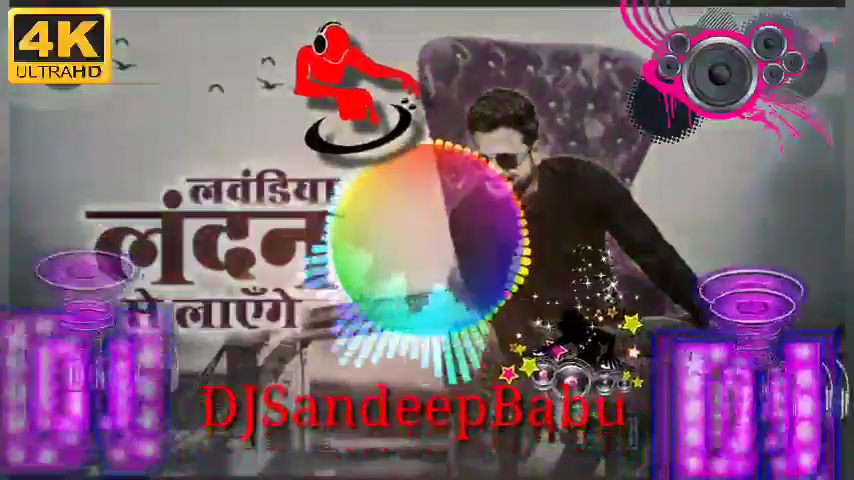 4K
ULTRAHD
लवंडिया
लंदन
से लाएँगे
DJSandeepBabu